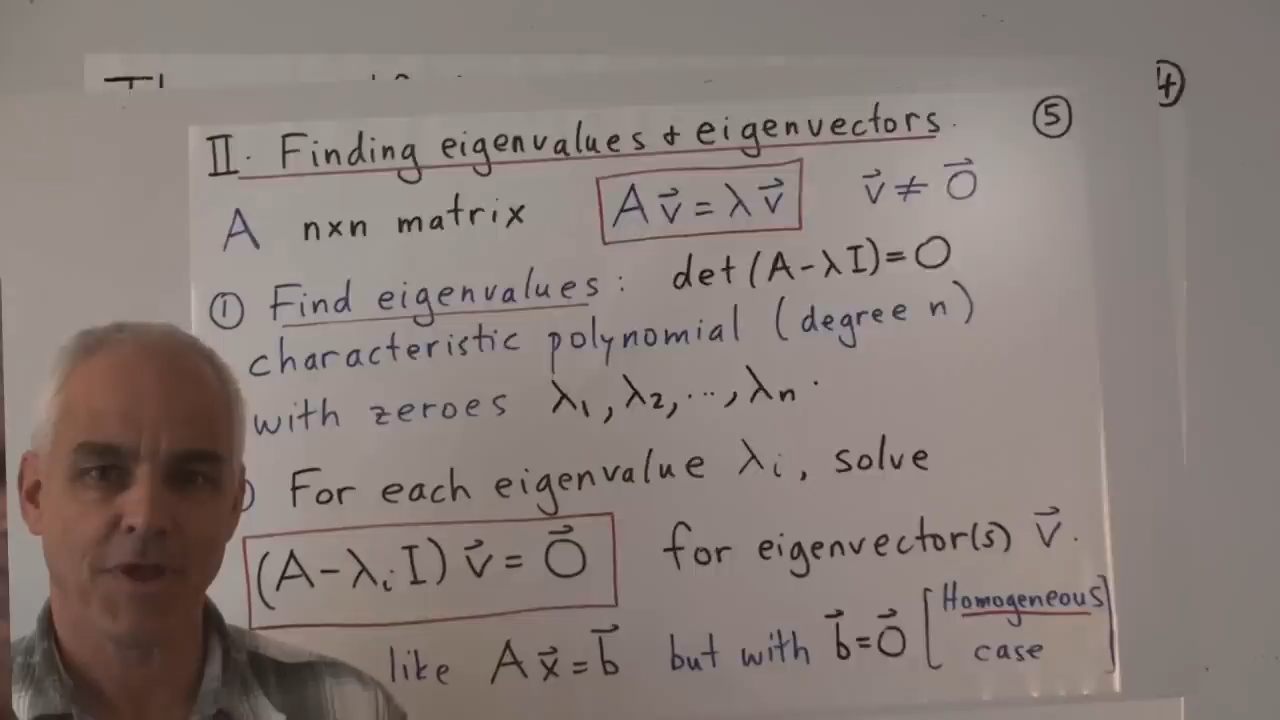 4
II. Finding eigenvalues & eigenvectors. 5
A n×n matrix A v⃗ = λ v⃗ v⃗ ≠ 0⃗
① Find eigenvalues: det (A-λI)=0
characteristic polynomial (degree n)
with zeroes λ₁, λ₂, ..., λn.
For each eigenvalue λi, solve
(A-λi I) v⃗ = 0⃗ for eigenvector(s) v⃗.
like A x⃗ = b⃗ but with b⃗=0⃗ [Homogeneous
case]